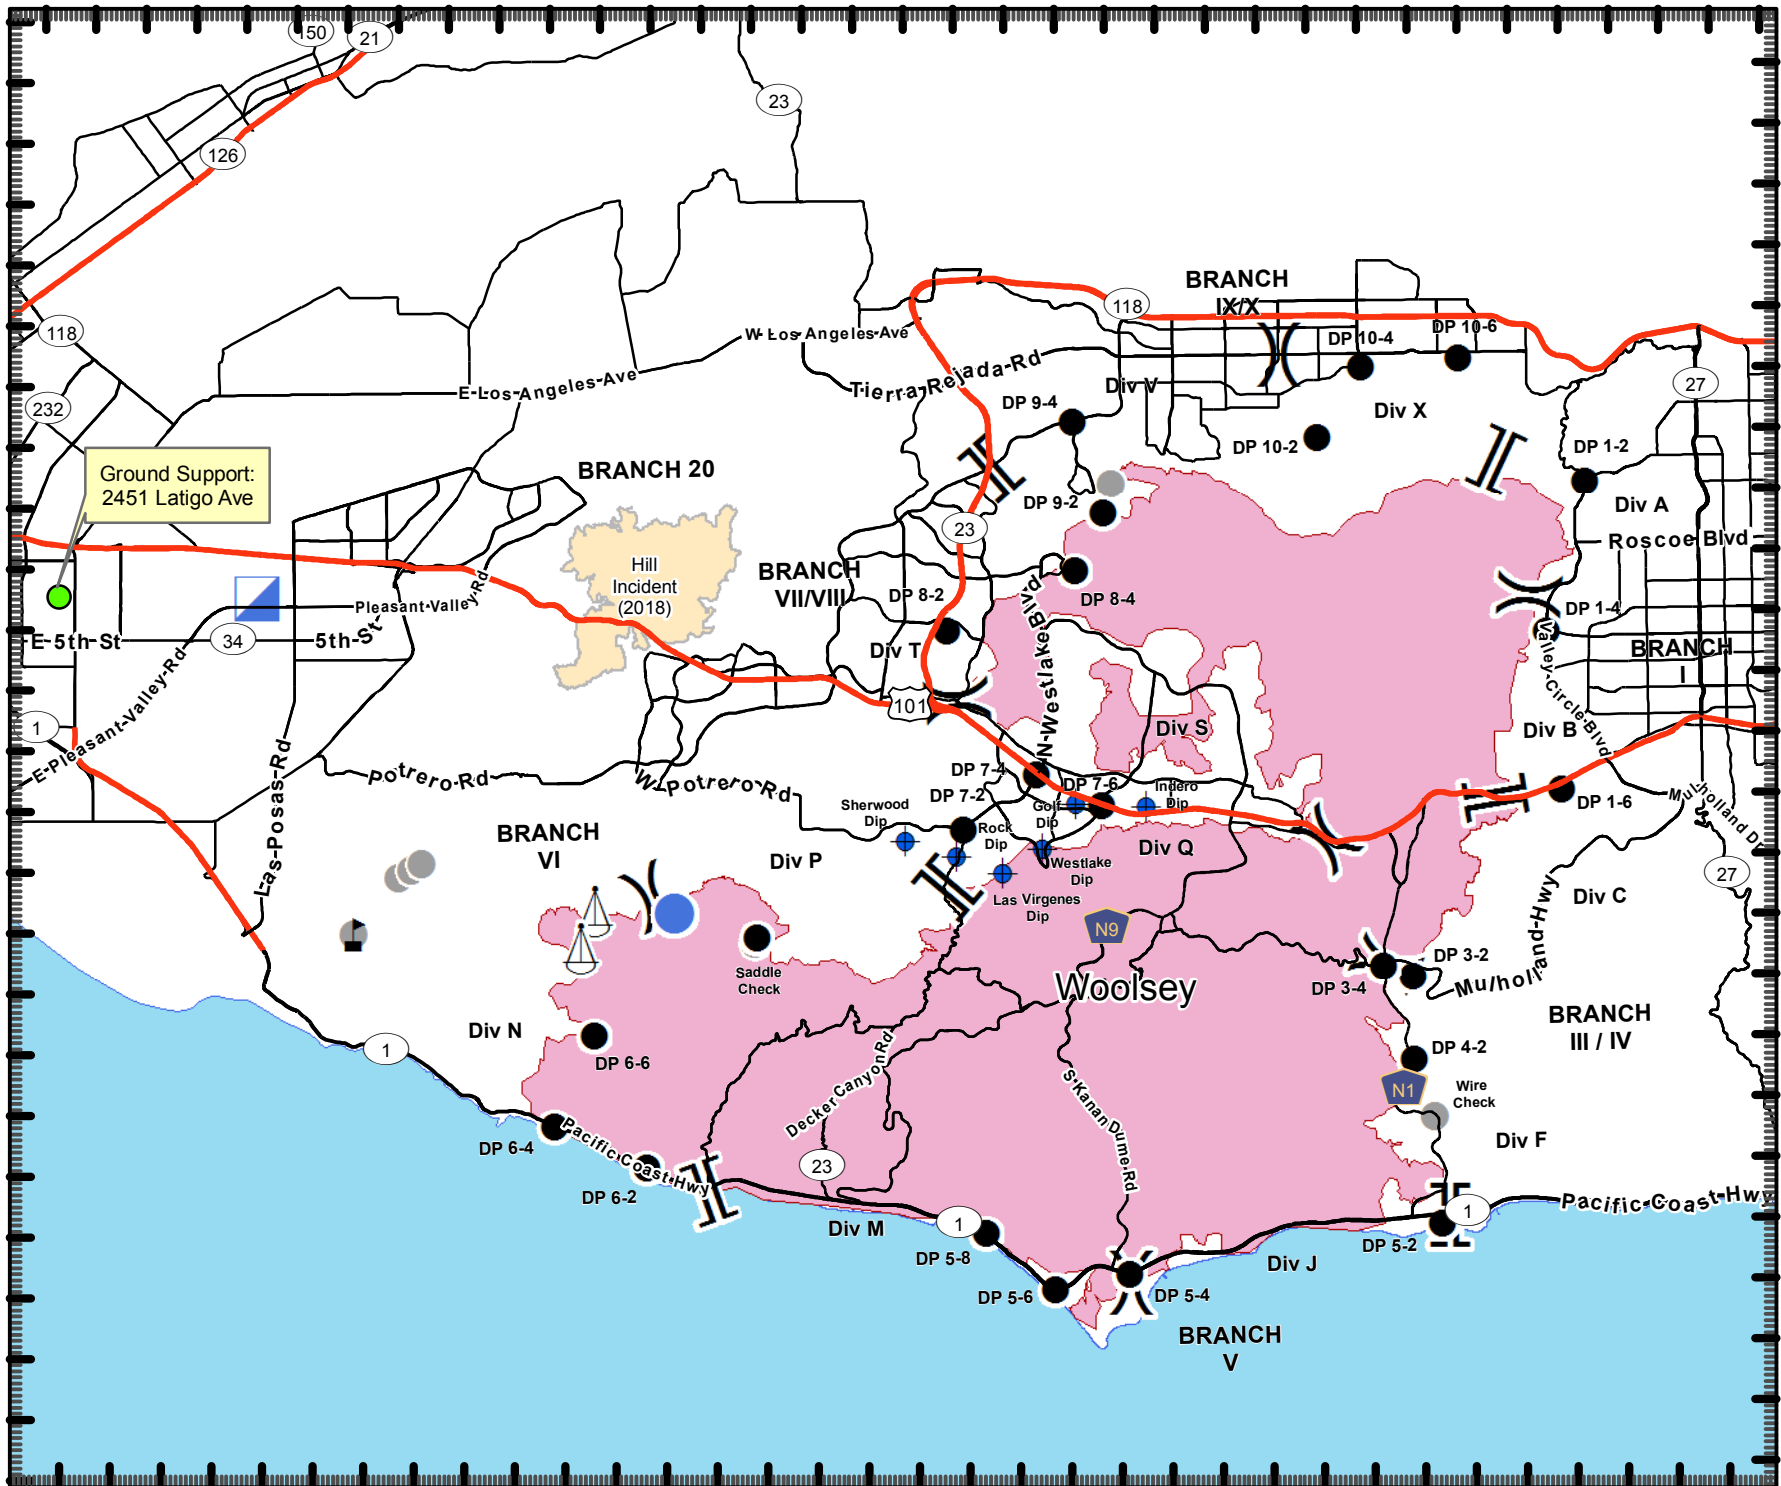 150
21
23
126
BRANCH
IX/X
118
118
W Los Angeles Ave
DP 10-6
DP 10-4
Tierra Rejada Rd
E Los Angeles Ave
Div V
27
232
DP 9-4
Div X
DP 10-2
DP 1-2
Ground Support:
2451 Latigo Ave
BRANCH 20
DP 9-2
Div A
23
Roscoe Blvd
Hill
Incident
(2018)
BRANCH
VII/VIII
DP 8-2
DP 8-4
DP 1-4
Pleasant Valley Rd
N Westlake Blvd
E 5th St
34
5th St
Div T
BRANCH
I
Valley Circle Blvd
E Pleasant Valley Rd
1
101
Div S
Div B
Las Posas Rd
Potrero Rd
W Potrero Rd
DP 7-4
DP 7-6
DP 7-2
Indero
Dip
Golf
Dip
DP 1-6
Mulholland Dr
Sherwood
Dip
BRANCH
VI
Rock
Dip
Div P
Div Q
Westlake
Dip
27
Las Virgenes
Dip
Div C
N9
Mulholland Hwy
DP 3-2
Saddle
Check
Woolsey
DP 3-4
Div N
BRANCH
III / IV
1
DP 6-6
DP 4-2
Decker Canyon Rd
S Kanan Dume Rd
N1
Wire
Check
DP 6-4
Pacific Coast Hwy
Div F
23
DP 6-2
Pacific Coast Hwy
Div M
1
1
DP 5-8
DP 5-2
Div J
DP 5-6
DP 5-4
BRANCH
V